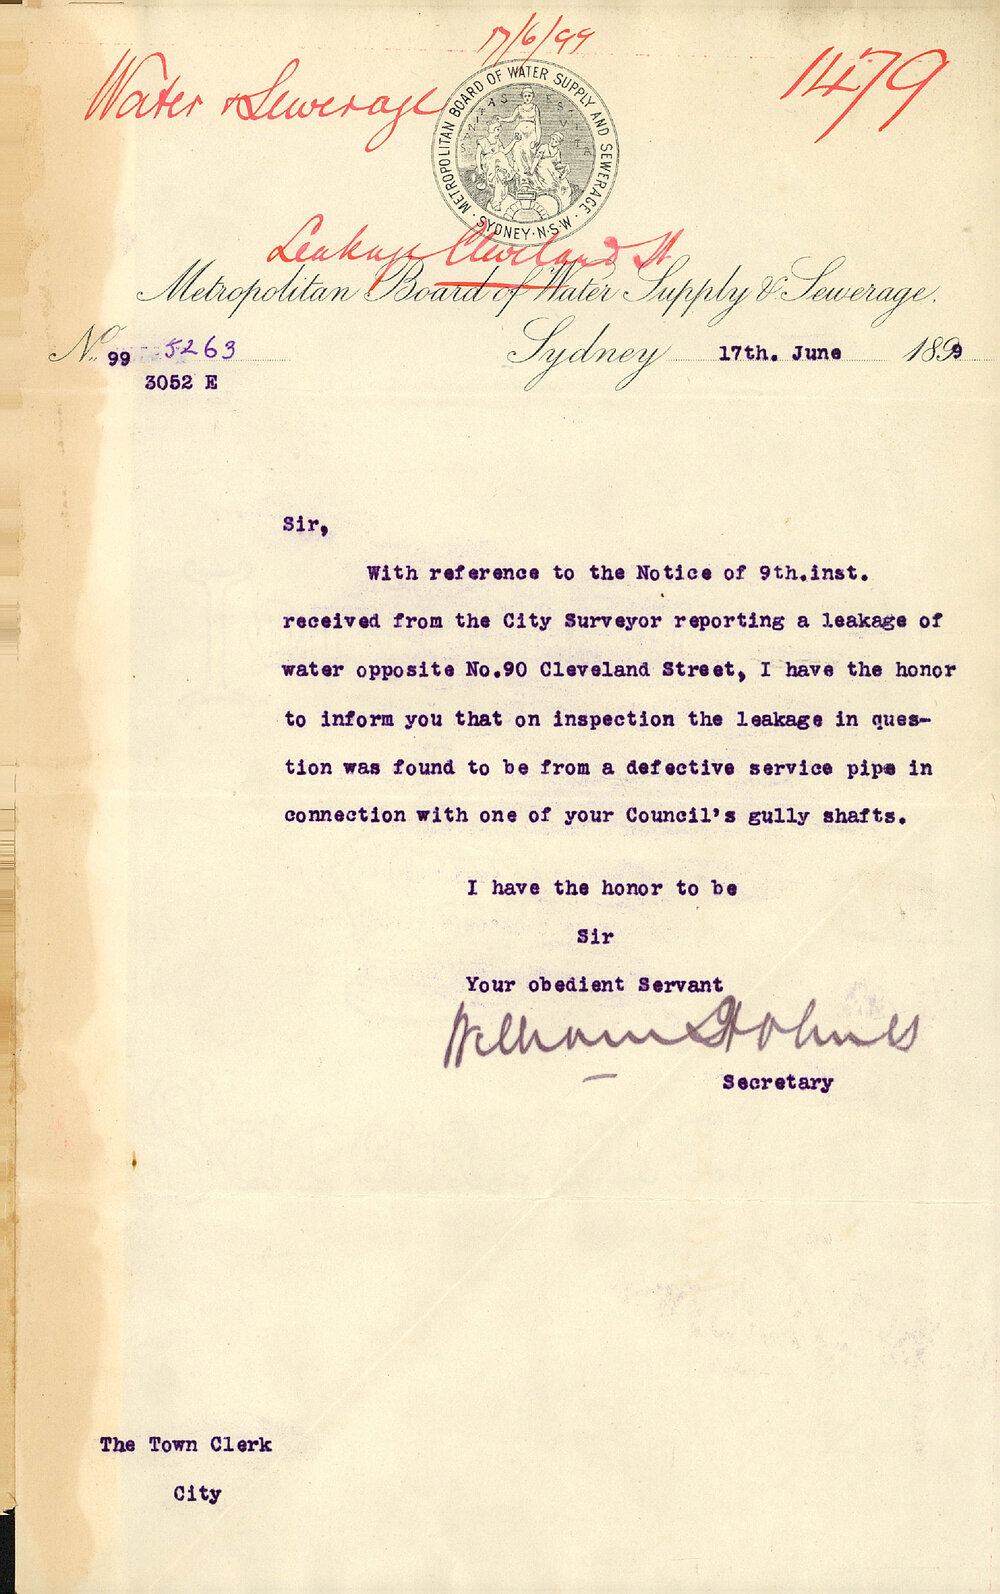 17/6/99
Water & Sewerage
1479
METROPOLITAN BOARD OF WATER SUPPLY AND SEWERAGE.
SANITAS
· SYDNEY · N·S·W ·
Leakage Cleveland St
Metropolitan Board of Water Supply & Sewerage.
No. 99 5263
3052 E
Sydney 17th. June 1899
Sir,
With reference to the Notice of 9th.inst.
received from the City Surveyor reporting a leakage of
water opposite No.90 Cleveland Street, I have the honor
to inform you that on inspection the leakage in ques-
tion was found to be from a defective service pipe in
connection with one of your Council's gully shafts.
I have the honor to be
Sir
Your obedient Servant
William Holmes
Secretary
The Town Clerk
City